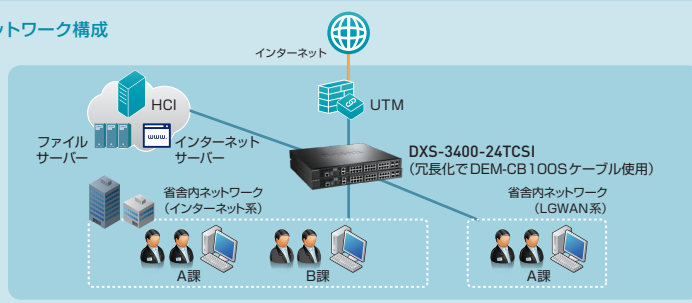 ットワーク構成
インターネット
UTM
HCI
www.
ファイル
サーバー
インターネット
サーバー
DXS-3400-24TCSI
（冗長化でDEM-CB100Sケーブル使用）
省舎内ネットワーク
（インターネット系）
省舎内ネットワーク
（LGWAN系）
A課
B課
A課